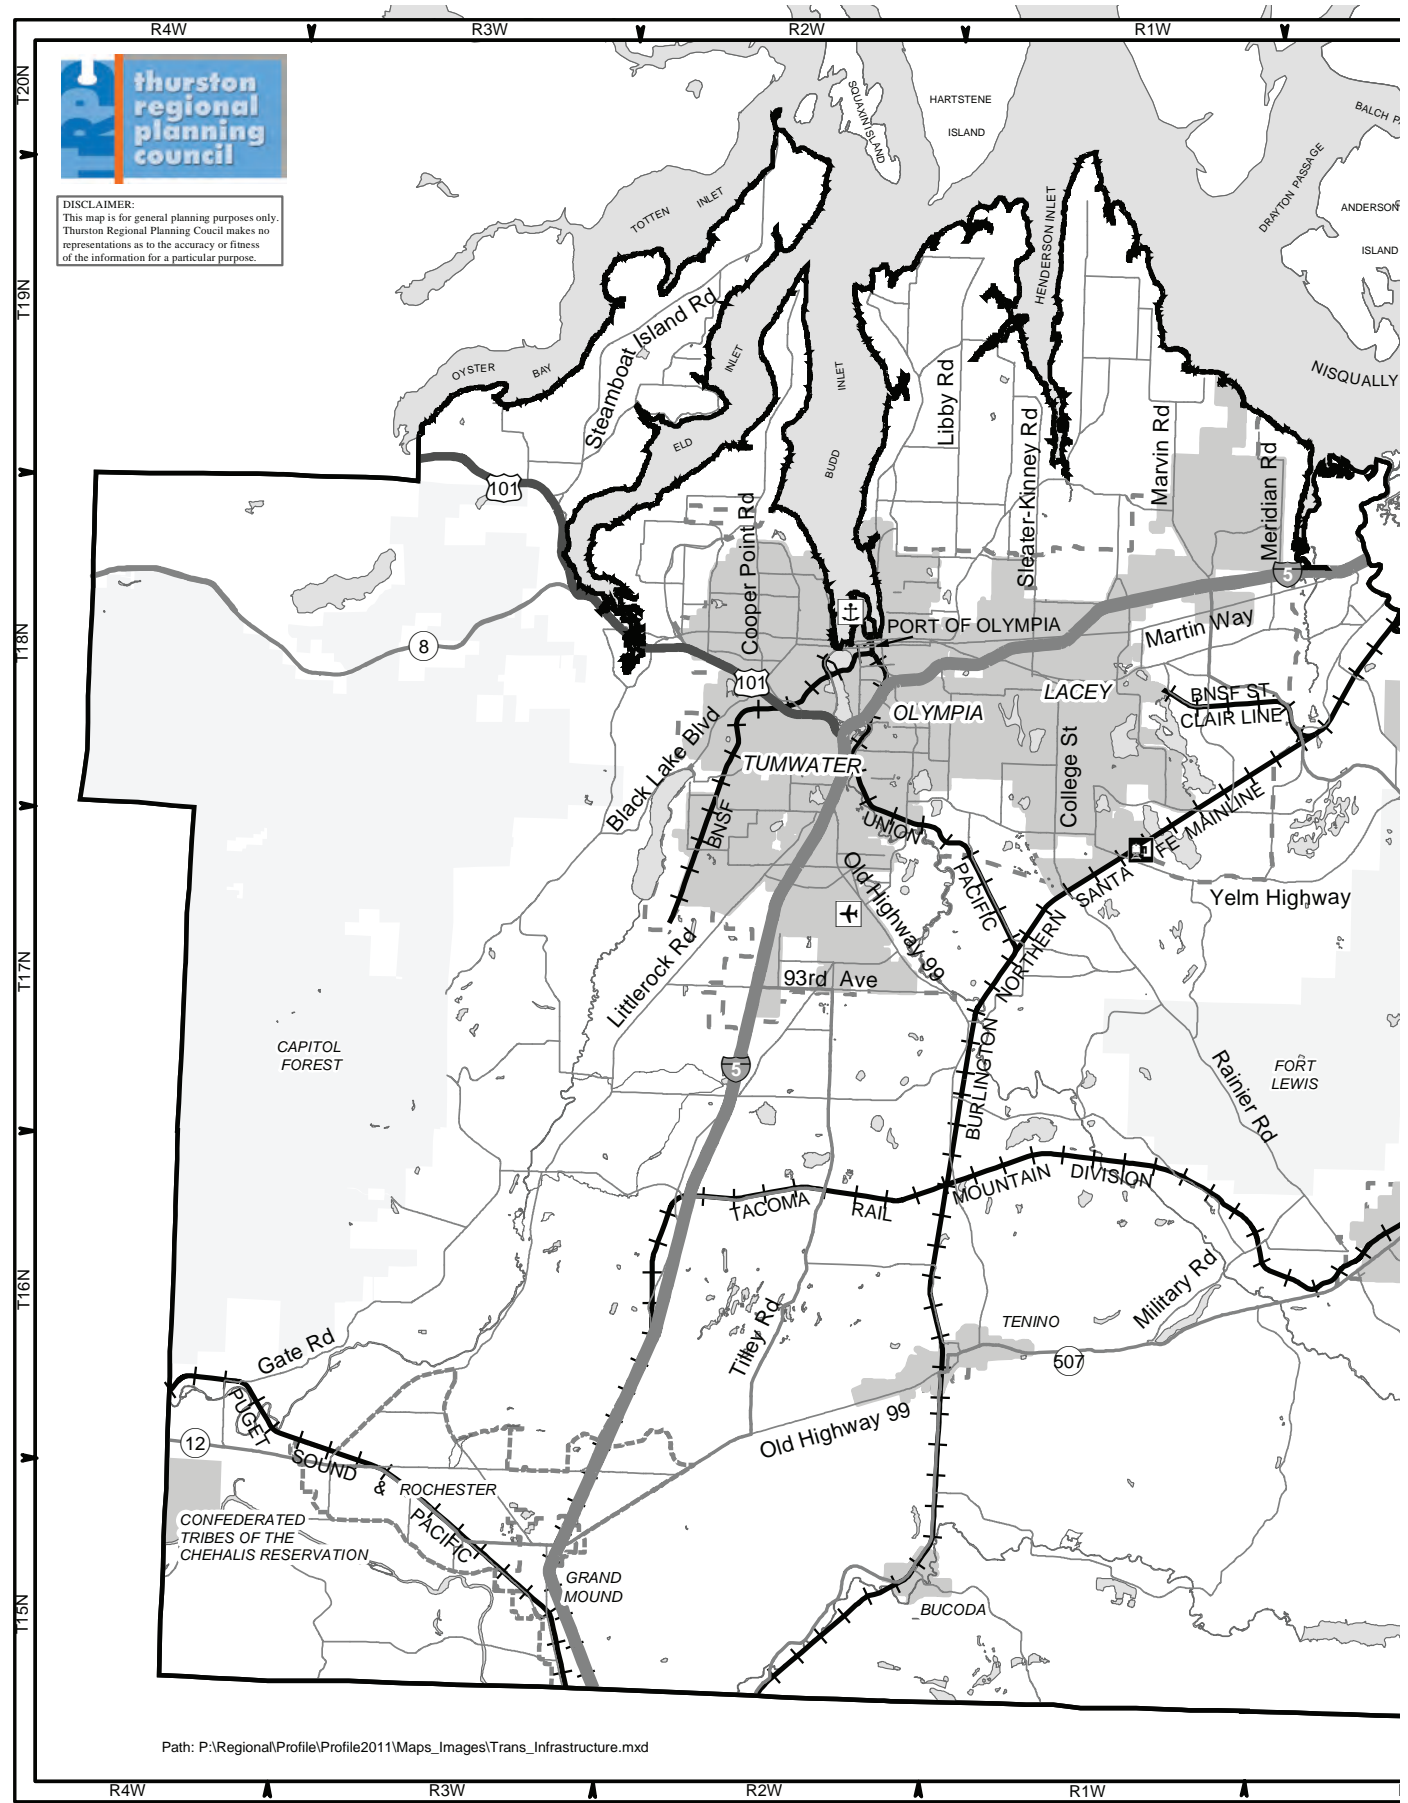 R4W
R3W
R2W
R1W
T20N
T19N
T18N
T17N
T16N
T15N
TRPC
thurston
regional
planning
council
DISCLAIMER:
This map is for general planning purposes only.
Thurston Regional Planning Coucil makes no
representations as to the accuracy or fitness
of the information for a particular purpose.
SQUAXIN ISLAND
HARTSTENE
ISLAND
BALCH P
DRAYTON PASSAGE
ANDERSON
ISLAND
TOTTEN INLET
HENDERSON INLET
NISQUALLY
OYSTER BAY
Steamboat Island Rd
INLET
ELD
INLET
BUDD
Libby Rd
Sleater-Kinney Rd
Marvin Rd
Meridian Rd
101
Cooper Point Rd
5
8
PORT OF OLYMPIA
Martin Way
101
LACEY
OLYMPIA
BNSF ST.
CLAIR LINE
TUMWATER
Black Lake Blvd
College St
BNSF
UNION
PACIFIC
Old Highway 99
BURLINGTON
NORTHERN
SANTA
FE MAINLINE
Yelm Highway
Littlerock Rd
93rd Ave
CAPITOL
FOREST
5
Rainier Rd
FORT
LEWIS
TACOMA
RAIL
MOUNTAIN
DIVISION
Military Rd
Tilley Rd
TENINO
507
Gate Rd
PUGET
SOUND
&
PACIFIC
12
Old Highway 99
ROCHESTER
CONFEDERATED
TRIBES OF THE
CHEHALIS RESERVATION
GRAND
MOUND
BUCODA
Path: P:\Regional\Profile\Profile2011\Maps_Images\Trans_Infrastructure.mxd
R4W
R3W
R2W
R1W